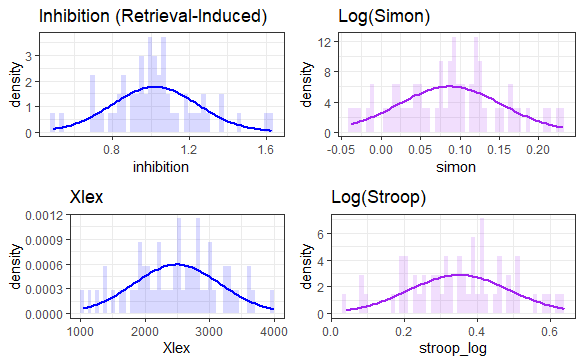 Inhibition (Retrieval-Induced)
density
3
2
1
0
0.8
1.2
1.6
inhibition
Log(Simon)
density
12
8
4
0
-0.05
0.00
0.05
0.10
0.15
0.20
simon
Xlex
density
0.0012
0.0009
0.0006
0.0003
0.0000
1000
2000
3000
4000
Xlex
Log(Stroop)
density
6
4
2
0
0.0
0.2
0.4
0.6
stroop_log